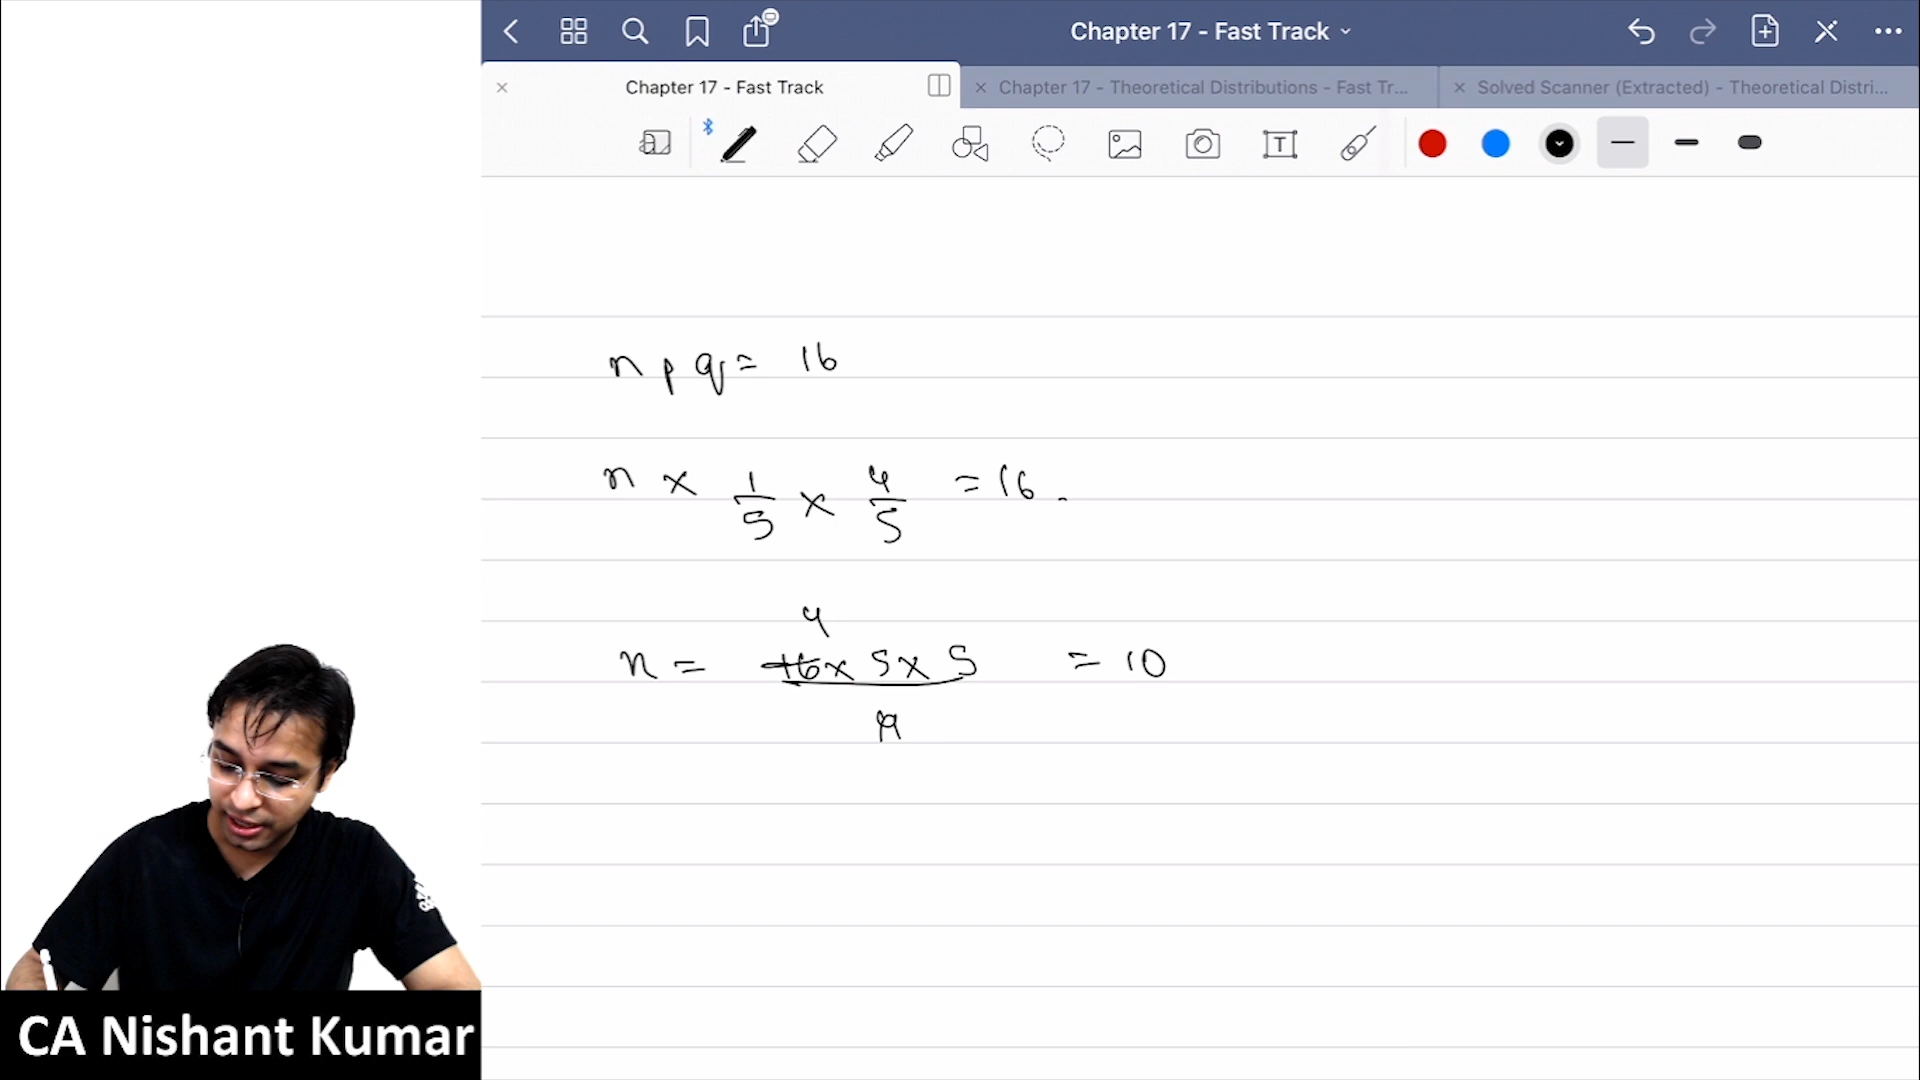 Chapter 17 - Fast Track
Chapter 17 - Fast Track
Chapter 17 - Theoretical Distributions - Fast Tr...
Solved Scanner (Extracted) - Theoretical Distri...
n p q = 16
n × 1/5 × 4/5 = 16
4
n = 16 × 5 × 5 = 10
4
CA Nishant Kumar